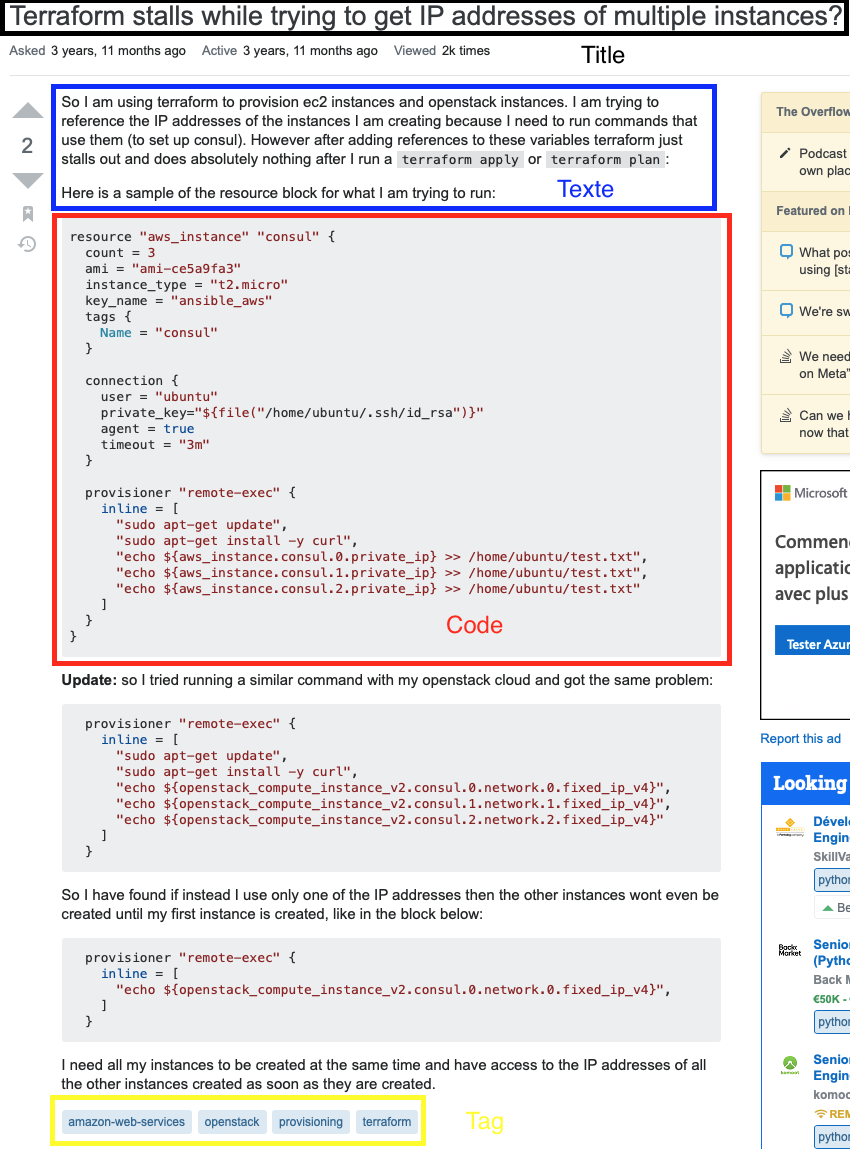 Terraform stalls while trying to get IP addresses of multiple instances?
Asked 3 years, 11 months ago Active 3 years, 11 months ago Viewed 2k times
Title
2
So I am using terraform to provision ec2 instances and openstack instances. I am trying to
reference the IP addresses of the instances I am creating because I need to run commands that
use them (to set up consul). However after adding references to these variables terraform just
stalls out and does absolutely nothing after I run a terraform apply or terraform plan :
Here is a sample of the resource block for what I am trying to run:
Texte
resource "aws_instance" "consul" {
  count = 3
  ami = "ami-ce5a9fa3"
  instance_type = "t2.micro"
  key_name = "ansible_aws"
  tags {
    Name = "consul"
  }
  connection {
    user = "ubuntu"
    private_key="${file("/home/ubuntu/.ssh/id_rsa")}"
    agent = true
    timeout = "3m"
  }
  provisioner "remote-exec" {
    inline = [
      "sudo apt-get update",
      "sudo apt-get install -y curl",
      "echo ${aws_instance.consul.0.private_ip} >> /home/ubuntu/test.txt",
      "echo ${aws_instance.consul.1.private_ip} >> /home/ubuntu/test.txt",
      "echo ${aws_instance.consul.2.private_ip} >> /home/ubuntu/test.txt"
    ]
  }
}
Code
Update: so I tried running a similar command with my openstack cloud and got the same problem:
  provisioner "remote-exec" {
    inline = [
      "sudo apt-get update",
      "sudo apt-get install -y curl",
      "echo ${openstack_compute_instance_v2.consul.0.network.0.fixed_ip_v4}",
      "echo ${openstack_compute_instance_v2.consul.1.network.1.fixed_ip_v4}",
      "echo ${openstack_compute_instance_v2.consul.2.network.2.fixed_ip_v4}"
    ]
  }
So I have found if instead I use only one of the IP addresses then the other instances wont even be
created until my first instance is created, like in the block below:
  provisioner "remote-exec" {
    inline = [
      "echo ${openstack_compute_instance_v2.consul.0.network.0.fixed_ip_v4}",
    ]
  }
I need all my instances to be created at the same time and have access to the IP addresses of all
the other instances created as soon as they are created.
amazon-web-services openstack provisioning terraform
Tag
The Overflow
Podcast
own plac
Featured on
What pos
using [sta
We're sw
We need
on Meta"
Can we
now that
Microsoft
Commen
applicatio
avec plus
Tester Azur
Report this ad
Looking
Dével
Engin
SkillVa
python
Be
Back Market
Senior
(Pytho
Back M
€50K -
python
komoot
Senior
Engin
komoo
REM
python